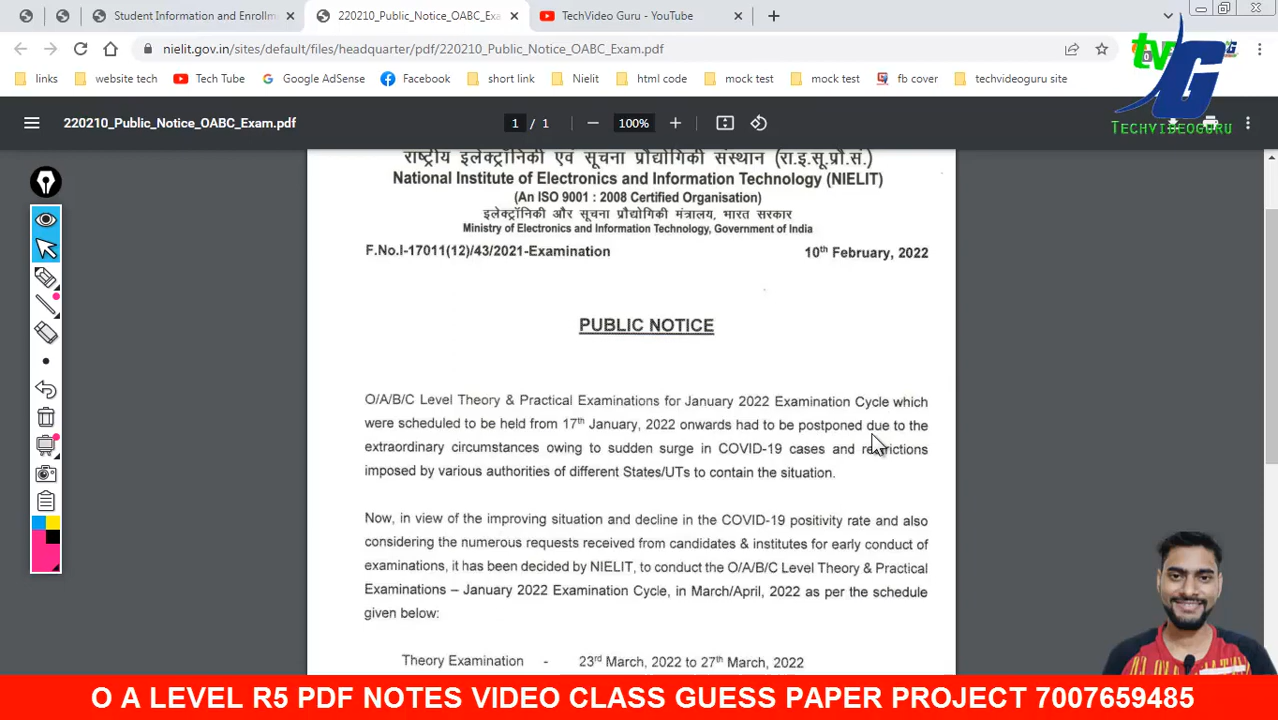 Student Information and Enrollm
220210_Public_Notice_OABC_Exa
TechVideo Guru - YouTube
nielit.gov.in/sites/default/files/headquarter/pdf/220210_Public_Notice_OABC_Exam.pdf
links website tech Tech Tube Google AdSense Facebook short link Nielit html code mock test mock test fb cover techvideoguru site
tvG
TECHVIDEOGURU
220210_Public_Notice_OABC_Exam.pdf 1 / 1 100%
राष्ट्रीय इलेक्ट्रॉनिकी एवं सूचना प्रौद्योगिकी संस्थान (रा.इ.सू.प्रौ.सं.)
National Institute of Electronics and Information Technology (NIELIT)
(An ISO 9001 : 2008 Certified Organisation)
इलेक्ट्रॉनिकी और सूचना प्रौद्योगिकी मंत्रालय, भारत सरकार
Ministry of Electronics and Information Technology, Government of India
F.No.I-17011(12)/43/2021-Examination 10th February, 2022
PUBLIC NOTICE
O/A/B/C Level Theory & Practical Examinations for January 2022 Examination Cycle which
were scheduled to be held from 17th January, 2022 onwards had to be postponed due to the
extraordinary circumstances owing to sudden surge in COVID-19 cases and restrictions
imposed by various authorities of different States/UTs to contain the situation.
Now, in view of the improving situation and decline in the COVID-19 positivity rate and also
considering the numerous requests received from candidates & institutes for early conduct of
examinations, it has been decided by NIELIT, to conduct the O/A/B/C Level Theory & Practical
Examinations – January 2022 Examination Cycle, in March/April, 2022 as per the schedule
given below:
Theory Examination - 23rd March, 2022 to 27th March, 2022
O A LEVEL R5 PDF NOTES VIDEO CLASS GUESS PAPER PROJECT 7007659485